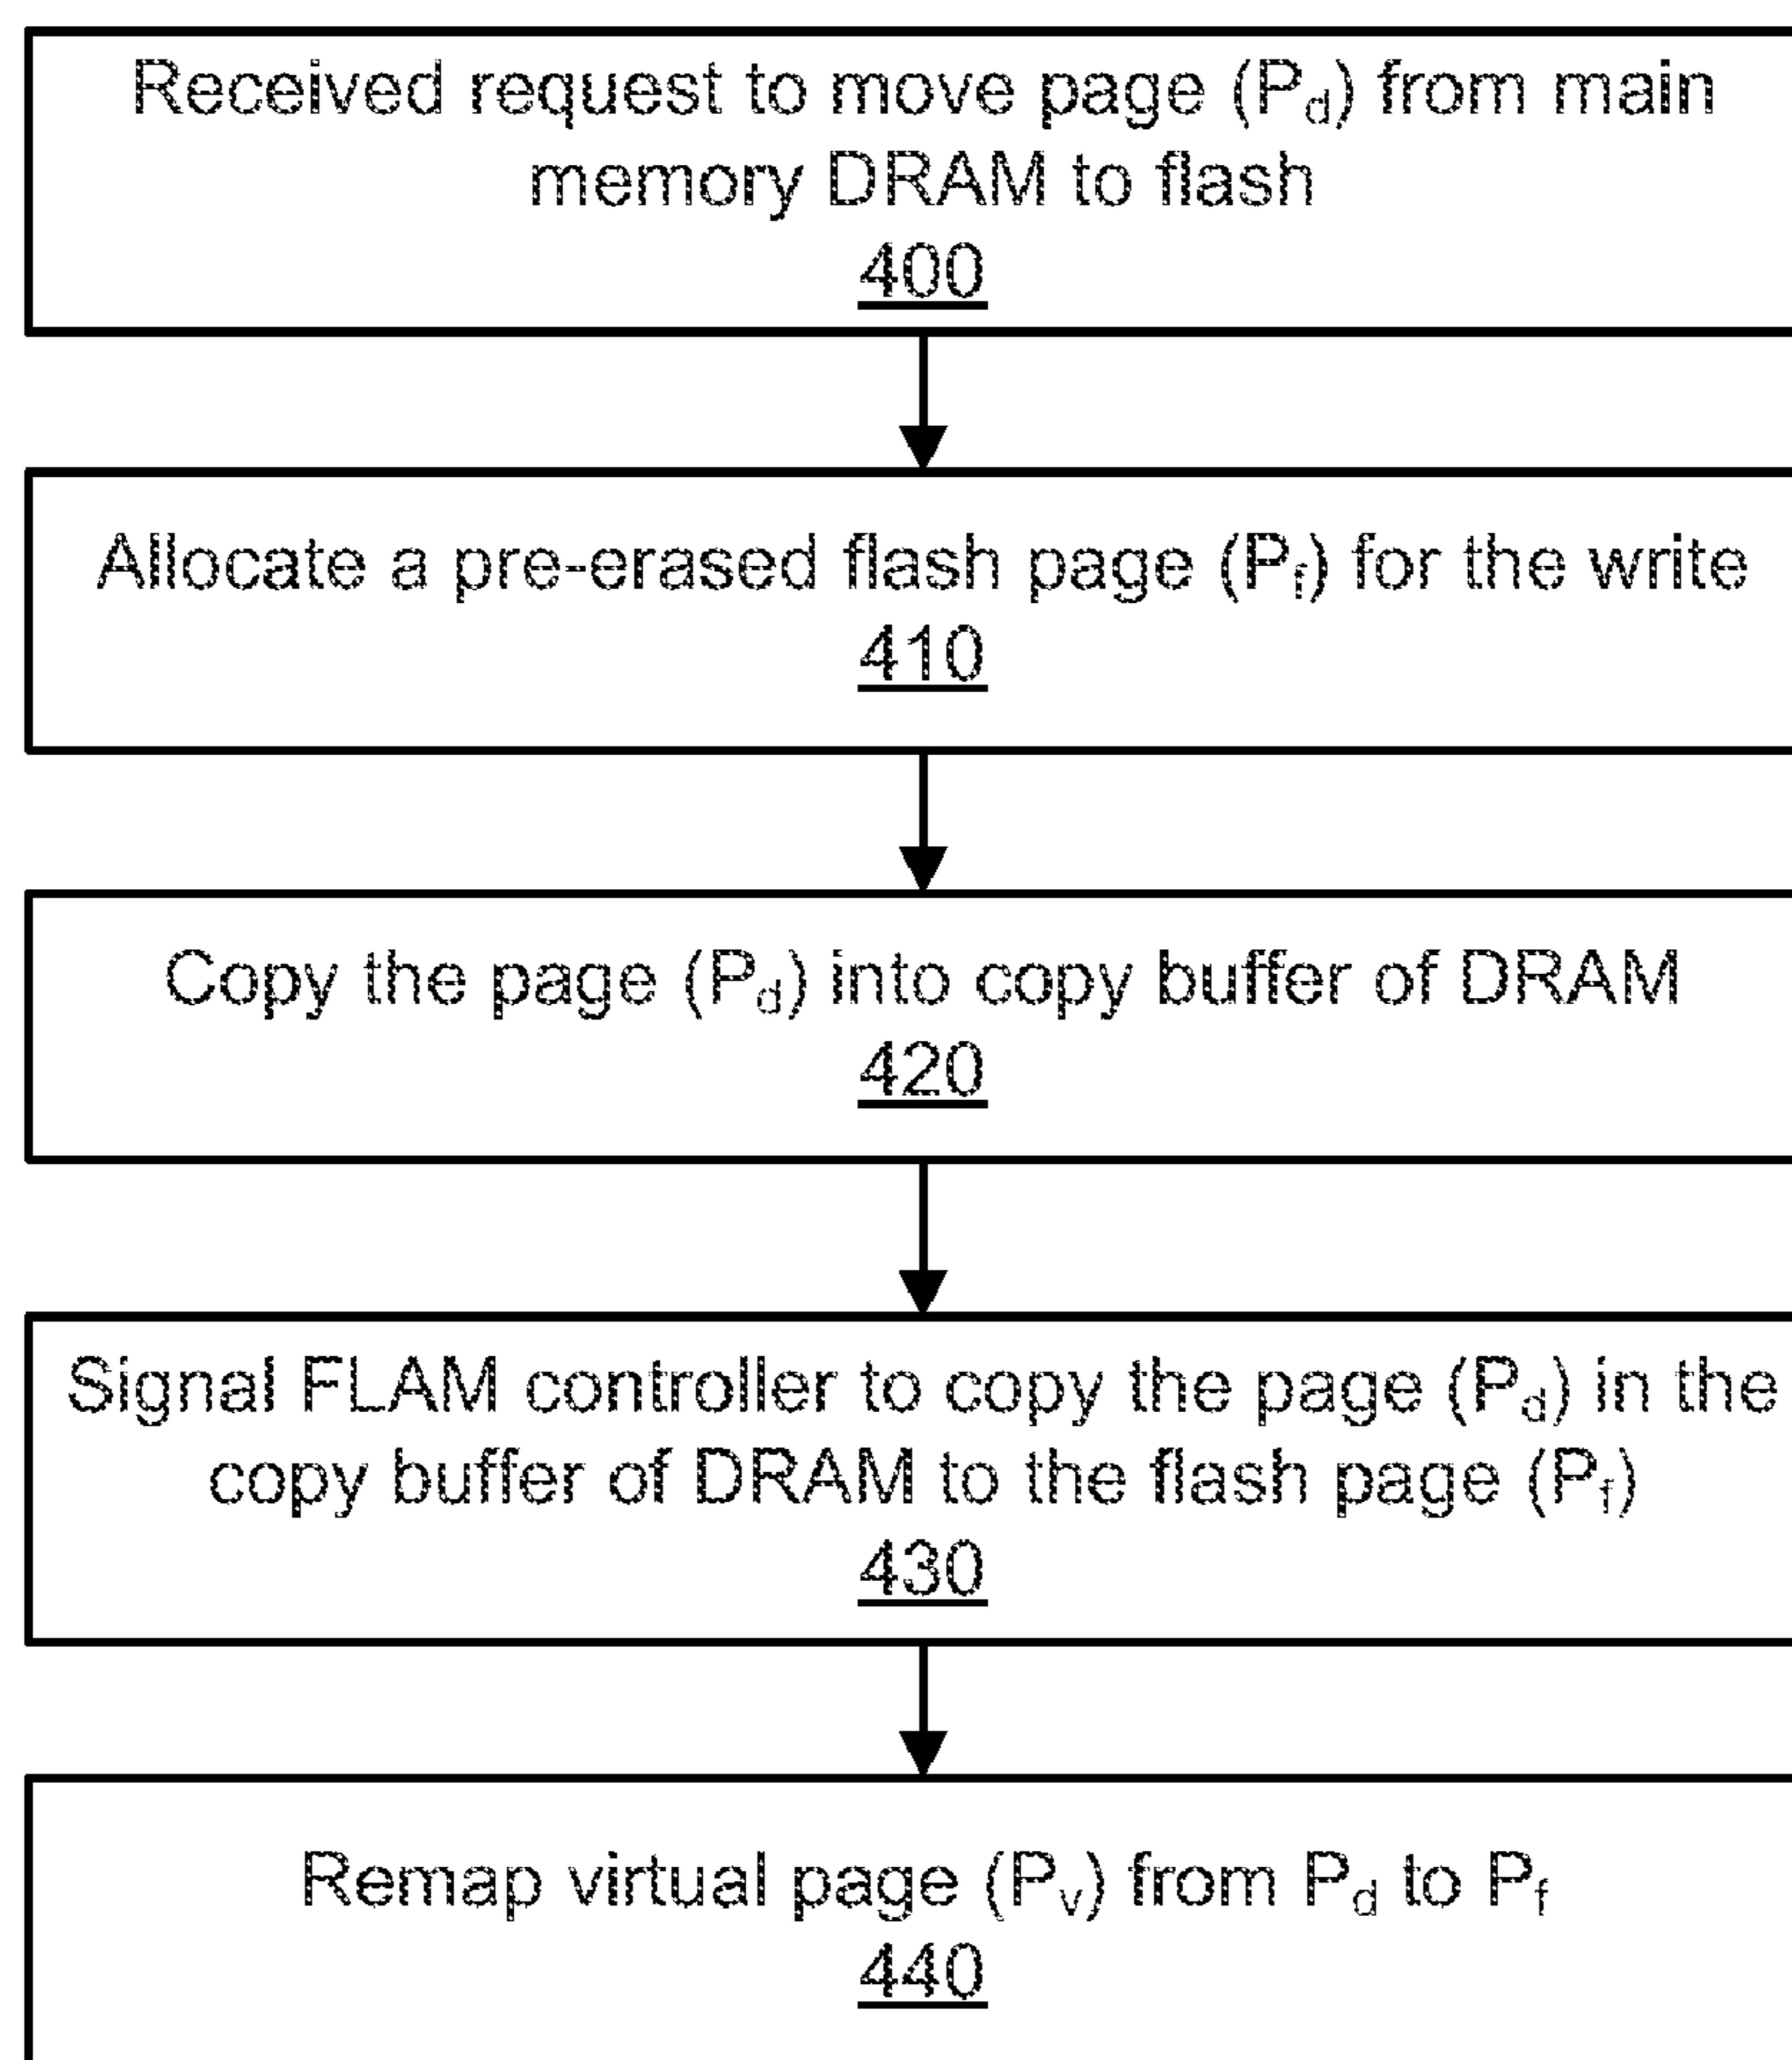 Received request to move page (Pd) from main
memory DRAM to flash
400
Allocate a pre-erased flash page (Pf) for the write
410
Copy the page (Pd) into copy buffer of DRAM
420
Signal FLAM controller to copy the page (Pd) in the
copy buffer of DRAM to the flash page (Pf)
430
Remap virtual page (Pv) from Pd to Pf
440